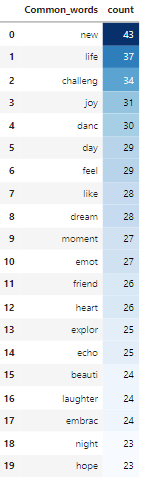 Common_words count
0 new 43
1 life 37
2 challeng 34
3 joy 31
4 danc 30
5 day 29
6 feel 29
7 like 28
8 dream 28
9 moment 27
10 emot 27
11 friend 26
12 heart 26
13 explor 25
14 echo 25
15 beauti 24
16 laughter 24
17 embrac 24
18 night 23
19 hope 23